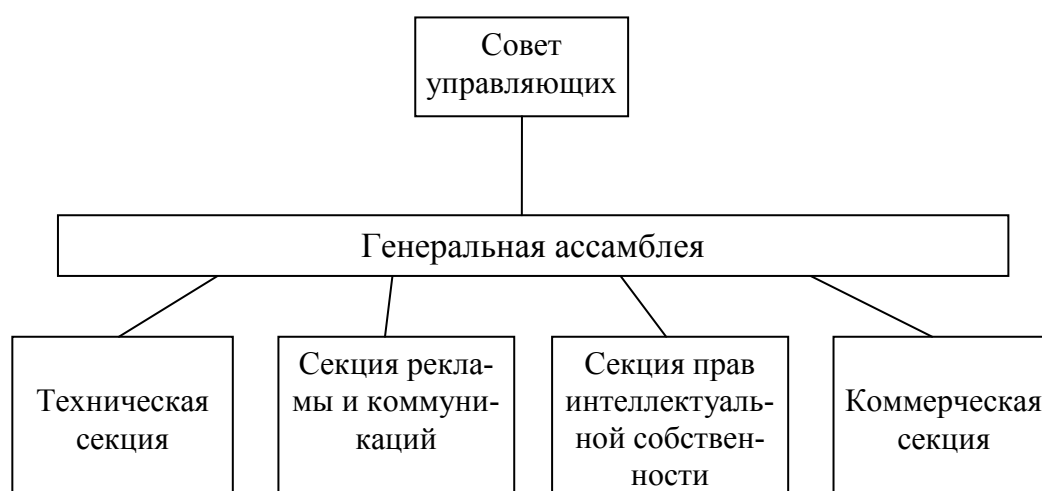 Совет
управляющих
Генеральная ассамблея
Техническая
секция
Секция рекла-
мы и коммуни-
каций
Секция прав
интеллектуаль-
ной собствен-
ности
Коммерческая
секция